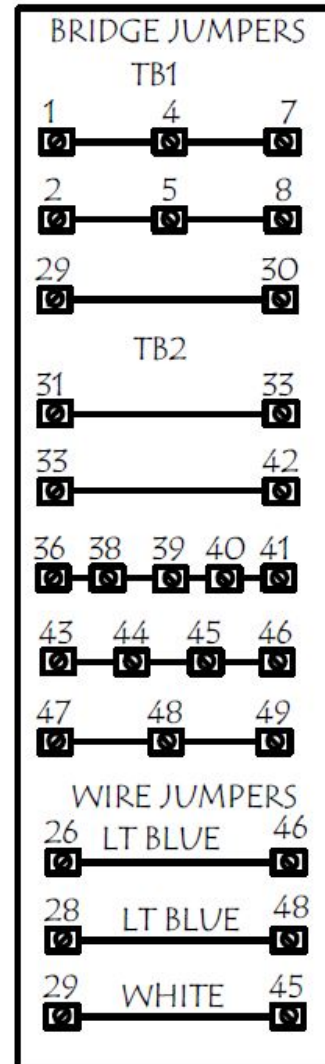 BRIDGE JUMPERS
TB1
1 4 7
2 5 8
29 30
TB2
31 33
33 42
36 38 39 40 41
43 44 45 46
47 48 49
WIRE JUMPERS
26 LT BLUE 46
28 LT BLUE 48
29 WHITE 45